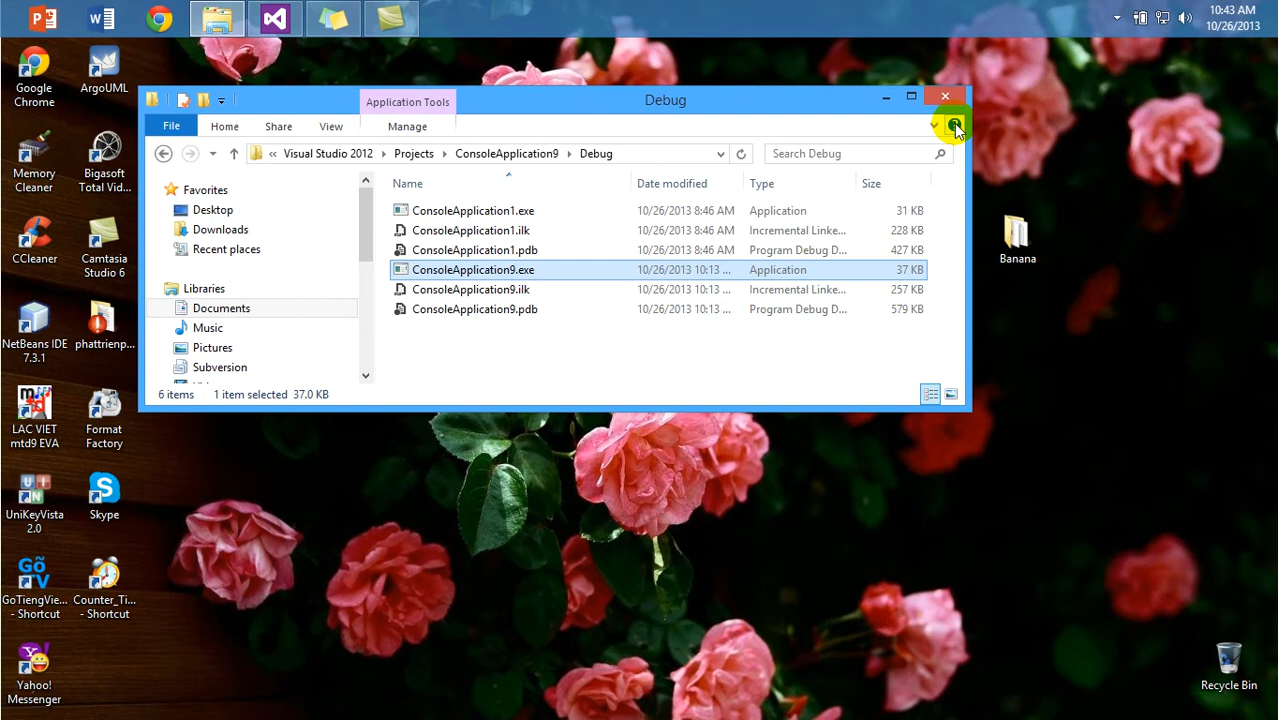 10:43 AM
10/26/2013
Google
Chrome
ArgoUML
Memory
Cleaner
Bigasoft
Total Vid...
CCleaner
Camtasia
Studio 6
NetBeans IDE
7.3.1
phattrienp...
LAC VIET
mtd9 EVA
Format
Factory
UniKeyVista
2.0
Skype
GoTiengVie...
- Shortcut
Counter_Ti...
- Shortcut
Yahoo!
Messenger
Application Tools
Debug
File
Home
Share
View
Manage
« Visual Studio 2012
Projects
ConsoleApplication9
Debug
Search Debug
Favorites
Desktop
Downloads
Recent places
Libraries
Documents
Music
Pictures
Subversion
Name Date modified Type Size
ConsoleApplication1.exe 10/26/2013 8:46 AM Application 31 KB
ConsoleApplication1.ilk 10/26/2013 8:46 AM Incremental Linke... 228 KB
ConsoleApplication1.pdb 10/26/2013 8:46 AM Program Debug D... 427 KB
ConsoleApplication9.exe 10/26/2013 10:13 ... Application 37 KB
ConsoleApplication9.ilk 10/26/2013 10:13 ... Incremental Linke... 257 KB
ConsoleApplication9.pdb 10/26/2013 10:13 ... Program Debug D... 579 KB
6 items 1 item selected 37.0 KB
Banana
Recycle Bin